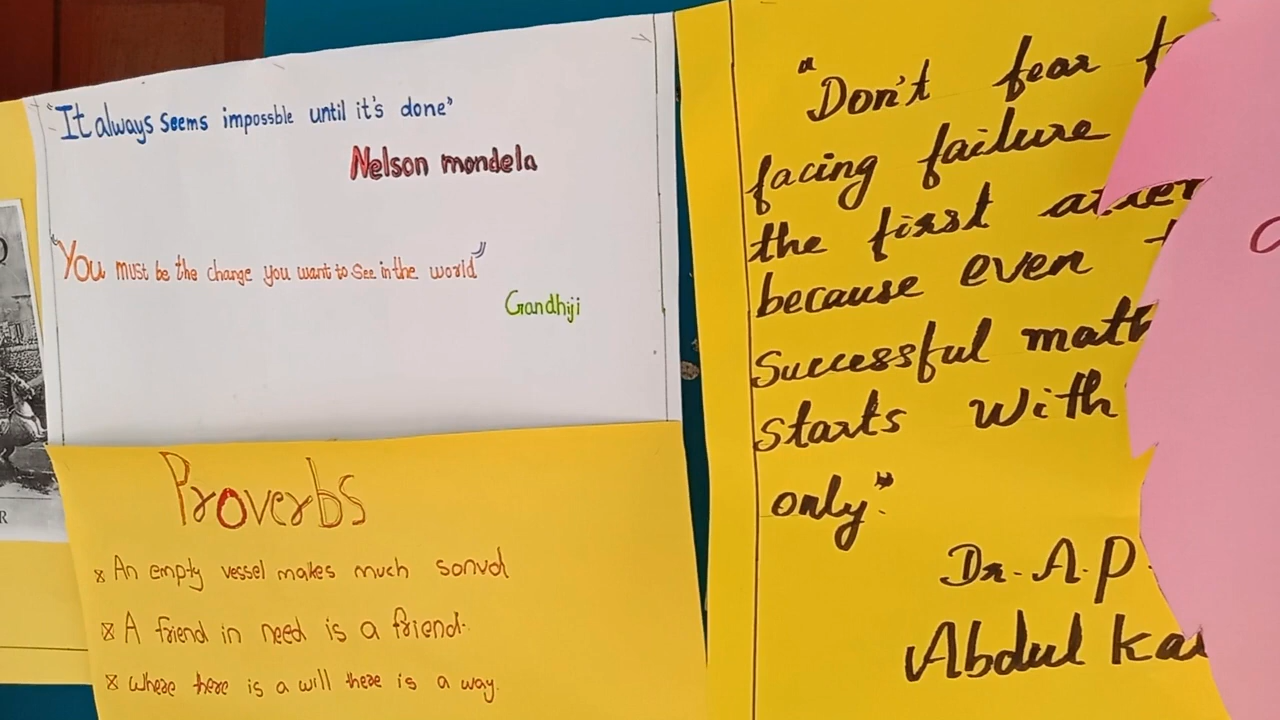 "It always seems impossble until it's done"
Nelson mondela
"You must be the change you want to see in the world"
Gandhiji
Proverbs
An empty vessel makes much sound
A friend in need is a friend.
Where there is a will there is a way.
"Don't fear
facing failure
the first
because even
Successful
starts with
only".
Dr. A.P.
Abdul